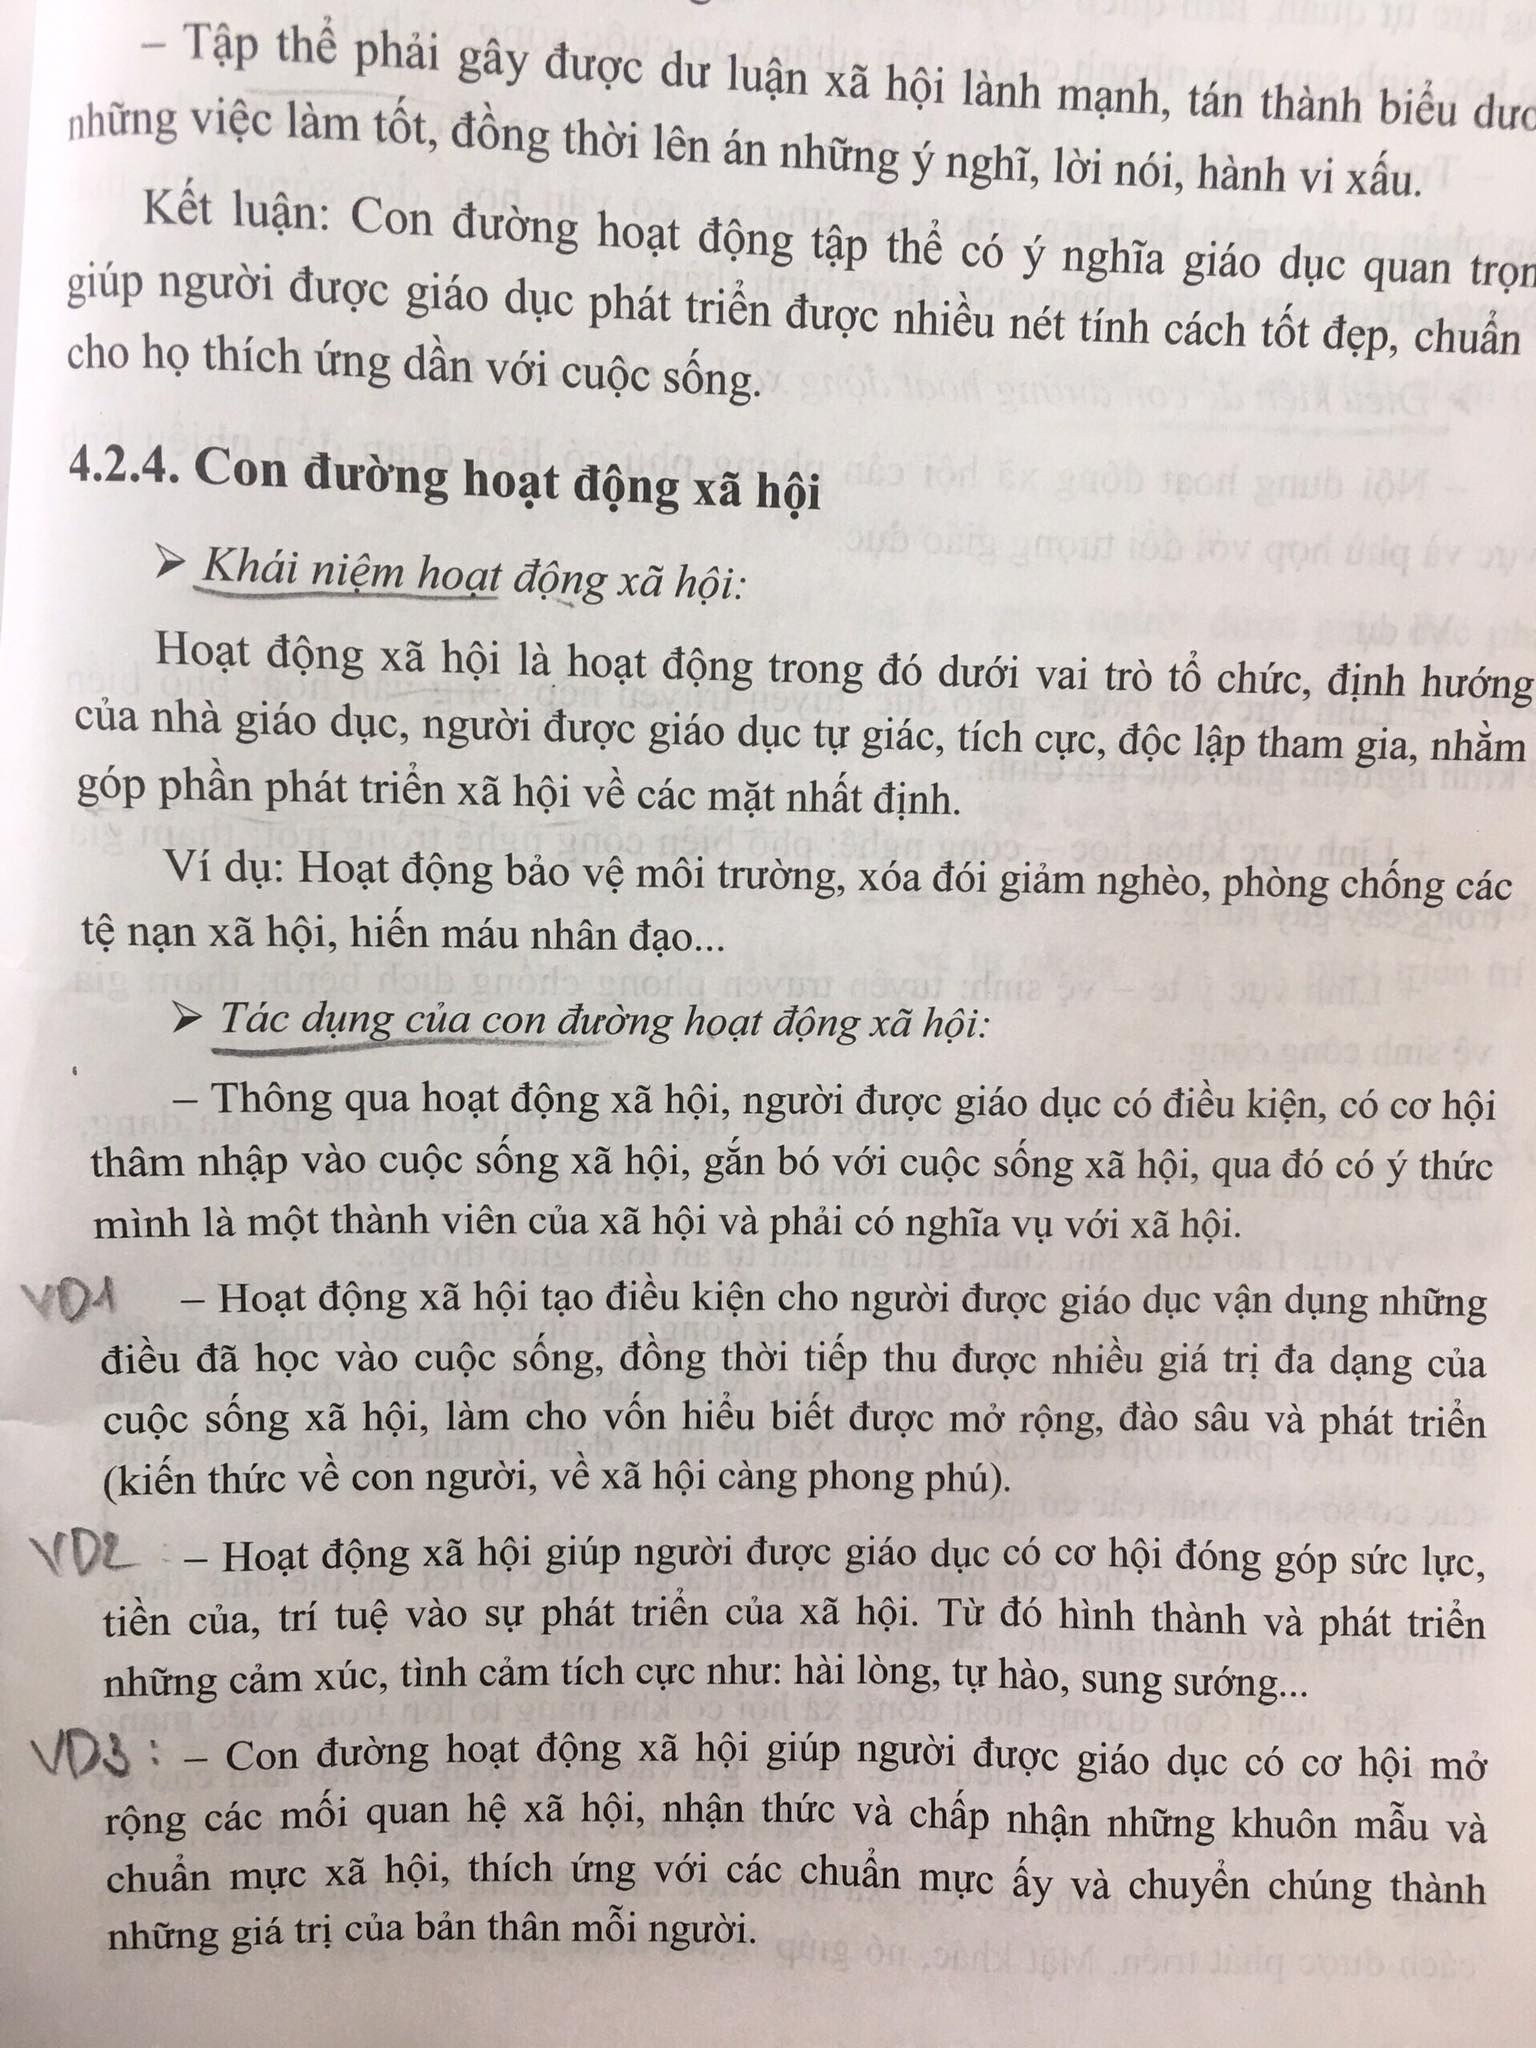 – Tập thể phải gây được dư luận xã hội lành mạnh, tán thành biểu
những việc làm tốt, đồng thời lên án những ý nghĩ, lời nói, hành vi xấu.
Kết luận: Con đường hoạt động tập thể có ý nghĩa giáo dục quan
giúp người được giáo dục phát triển được nhiều nét tính cách tốt đẹp, chuẩn
cho họ thích ứng dần với cuộc sống.
4.2.4. Con đường hoạt động xã hội
➢ Khái niệm hoạt động xã hội:
Hoạt động xã hội là hoạt động trong đó dưới vai trò tổ chức, định hướng
của nhà giáo dục, người được giáo dục tự giác, tích cực, độc lập tham gia, nhằm
góp phần phát triển xã hội về các mặt nhất định.
Ví dụ: Hoạt động bảo vệ môi trường, xóa đói giảm nghèo, phòng chống các
tệ nạn xã hội, hiến máu nhân đạo...
➢ Tác dụng của con đường hoạt động xã hội:
– Thông qua hoạt động xã hội, người được giáo dục có điều kiện, có cơ hội
thâm nhập vào cuộc sống xã hội, gắn bó với cuộc sống xã hội, qua đó có ý thức
mình là một thành viên của xã hội và phải có nghĩa vụ với xã hội.
VD1 – Hoạt động xã hội tạo điều kiện cho người được giáo dục vận dụng những
điều đã học vào cuộc sống, đồng thời tiếp thu được nhiều giá trị đa dạng của
cuộc sống xã hội, làm cho vốn hiểu biết được mở rộng, đào sâu và phát triển
(kiến thức về con người, về xã hội càng phong phú).
VD2 : – Hoạt động xã hội giúp người được giáo dục có cơ hội đóng góp sức lực,
tiền của, trí tuệ vào sự phát triển của xã hội. Từ đó hình thành và phát triển
những cảm xúc, tình cảm tích cực như: hài lòng, tự hào, sung sướng...
VD3 : – Con đường hoạt động xã hội giúp người được giáo dục có cơ hội mở
rộng các mối quan hệ xã hội, nhận thức và chấp nhận những khuôn mẫu và
chuẩn mực xã hội, thích ứng với các chuẩn mực ấy và chuyển chúng thành
những giá trị của bản thân mỗi người.